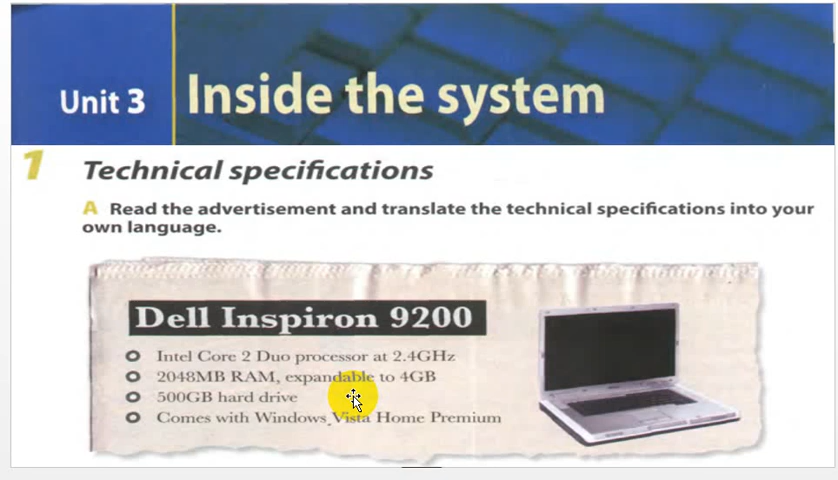 Unit 3
Inside the system
1 Technical specifications
A Read the advertisement and translate the technical specifications into your
own language.
Dell Inspiron 9200
Intel Core 2 Duo processor at 2.4GHz
2048MB RAM, expandable to 4GB
500GB hard drive
Comes with Windows Vista Home Premium